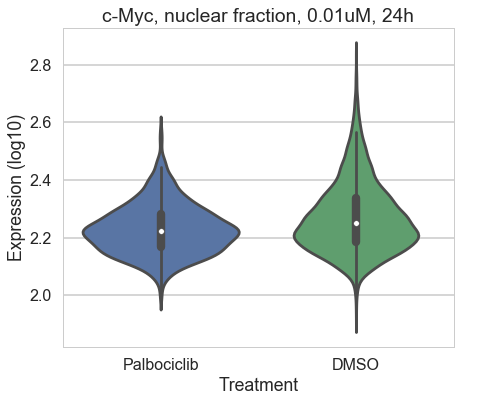 c-Myc, nuclear fraction, 0.01uM, 24h
Expression (log10)
2.8
2.6
2.4
2.2
2.0
Palbociclib
DMSO
Treatment